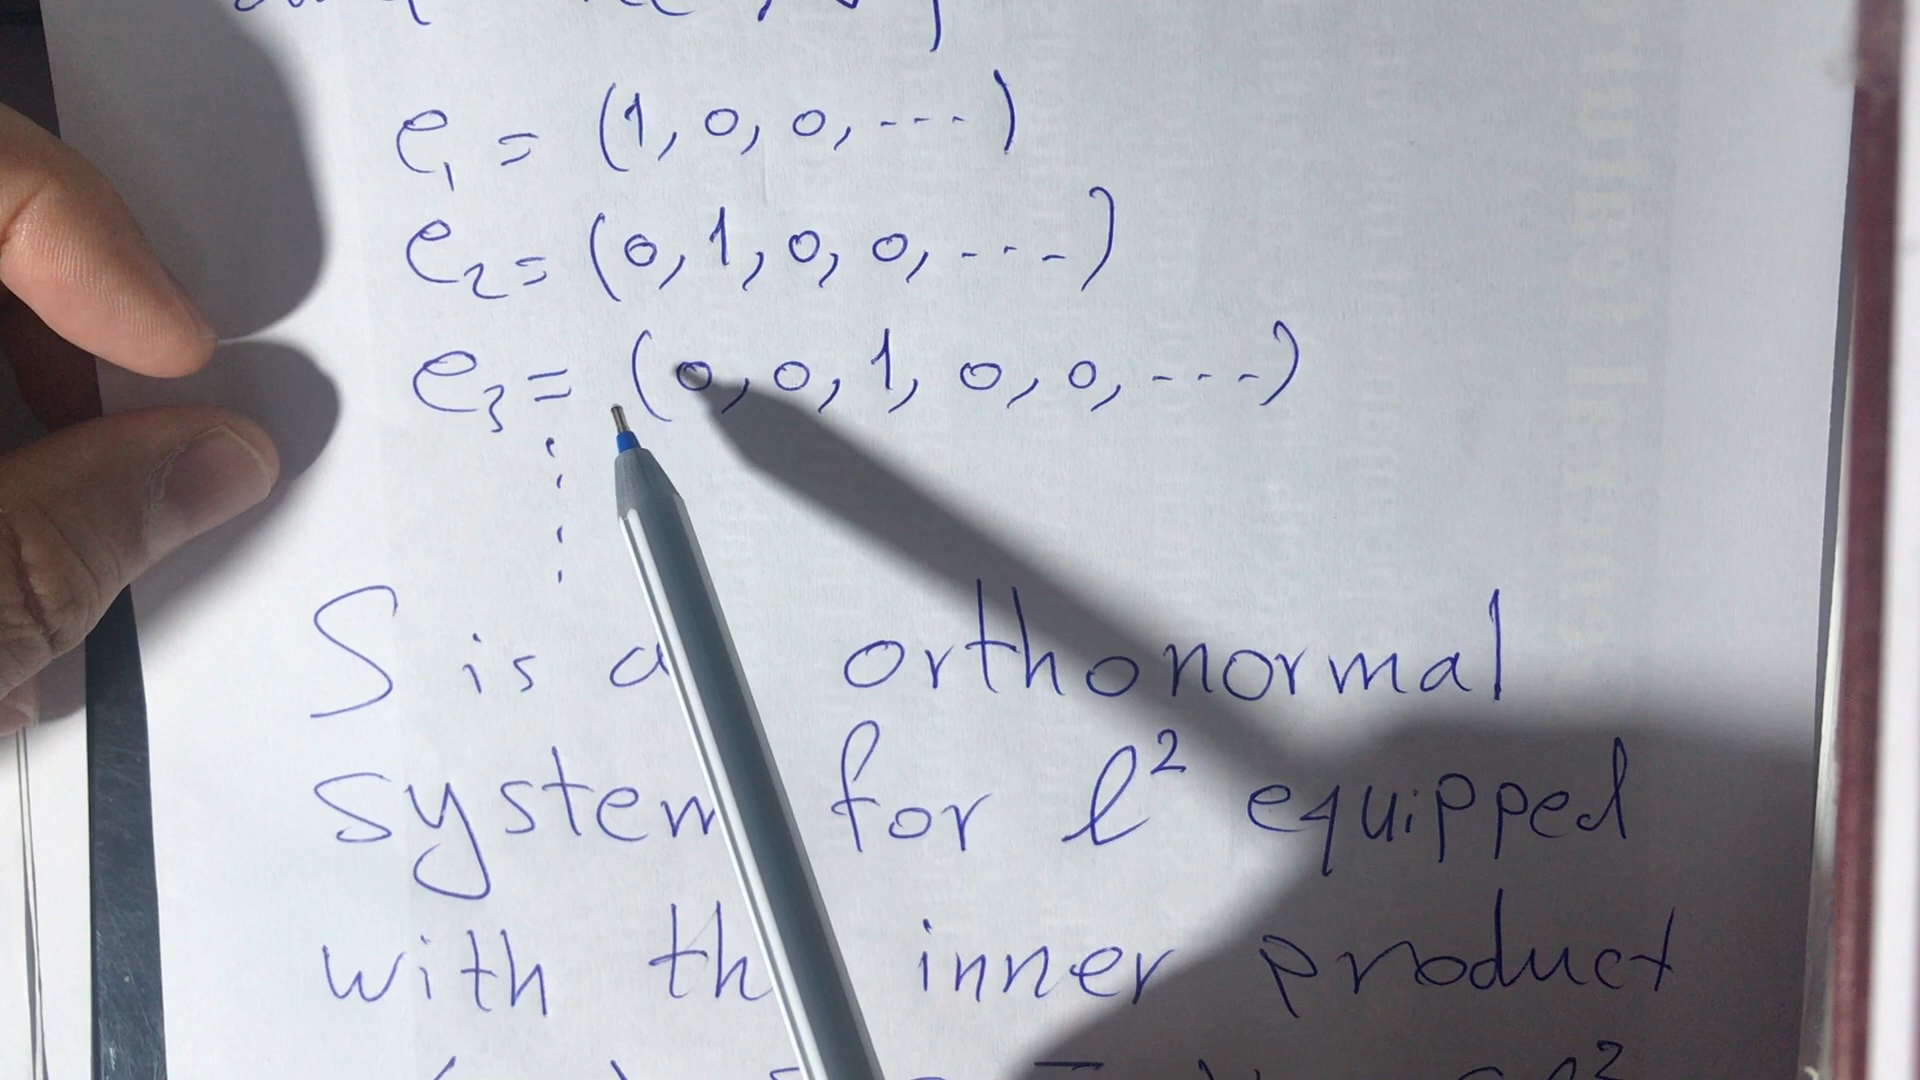 e₁ = (1, 0, 0, ---)
e₂ = (0, 1, 0, 0, ---)
e₃ = (0, 0, 1, 0, 0, ---)
S is orthonormal
system for l² equipped
with inner product